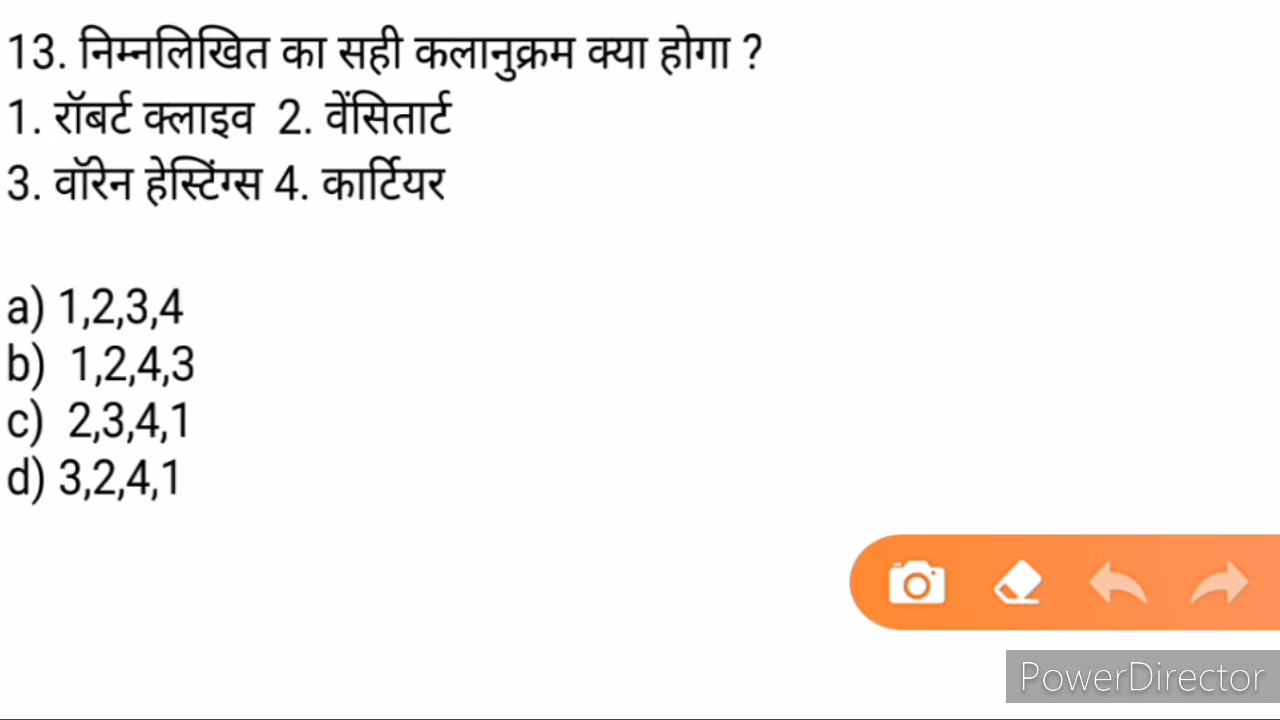 13. निम्नलिखित का सही कलानुक्रम क्या होगा ?
1. रॉबर्ट क्लाइव 2. वेंसितार्ट
3. वॉरेन हेस्टिंग्स 4. कार्टियर
a) 1,2,3,4
b) 1,2,4,3
c) 2,3,4,1
d) 3,2,4,1
PowerDirector